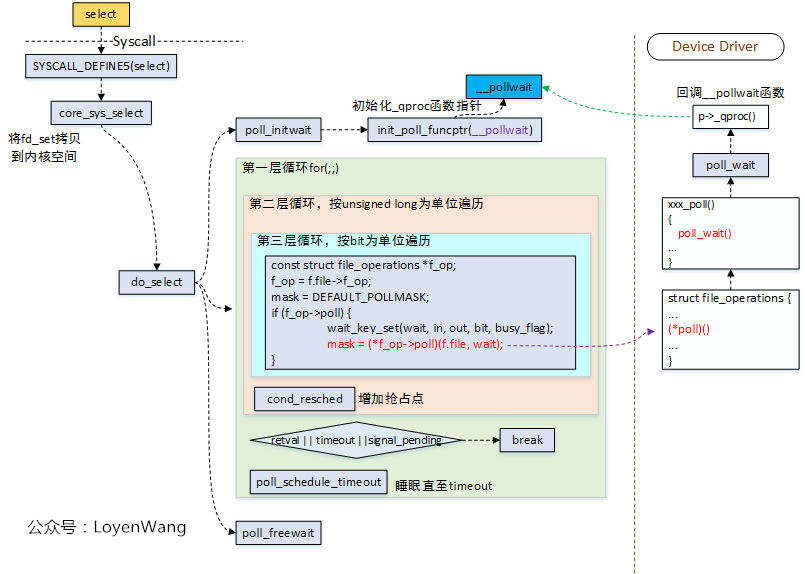 select
Syscall
SYSCALL_DEFINE5(select)
core_sys_select
将fd_set拷贝
到内核空间
do_select
poll_initwait
初始化_qproc函数指针
init_poll_funcptr(__pollwait)
__pollwait
第一层循环for(;;)
第二层循环，按unsigned long为单位遍历
第三层循环，按bit为单位遍历
const struct file_operations *f_op;
f_op = f.file->f_op;
mask = DEFAULT_POLLMASK;
if (f_op->poll) {
wait_key_set(wait, in, out, bit, busy_flag);
mask = (*f_op->poll)(f.file, wait);
}
cond_resched
增加抢占点
retval || timeout ||signal_pending
break
poll_schedule_timeout
睡眠直至timeout
poll_freewait
公众号：LoyenWang
Device Driver
回调__pollwait函数
p->_qproc()
poll_wait
xxx_poll()
{
poll_wait()
...
}
struct file_operations {
...
(*poll)()
...
}